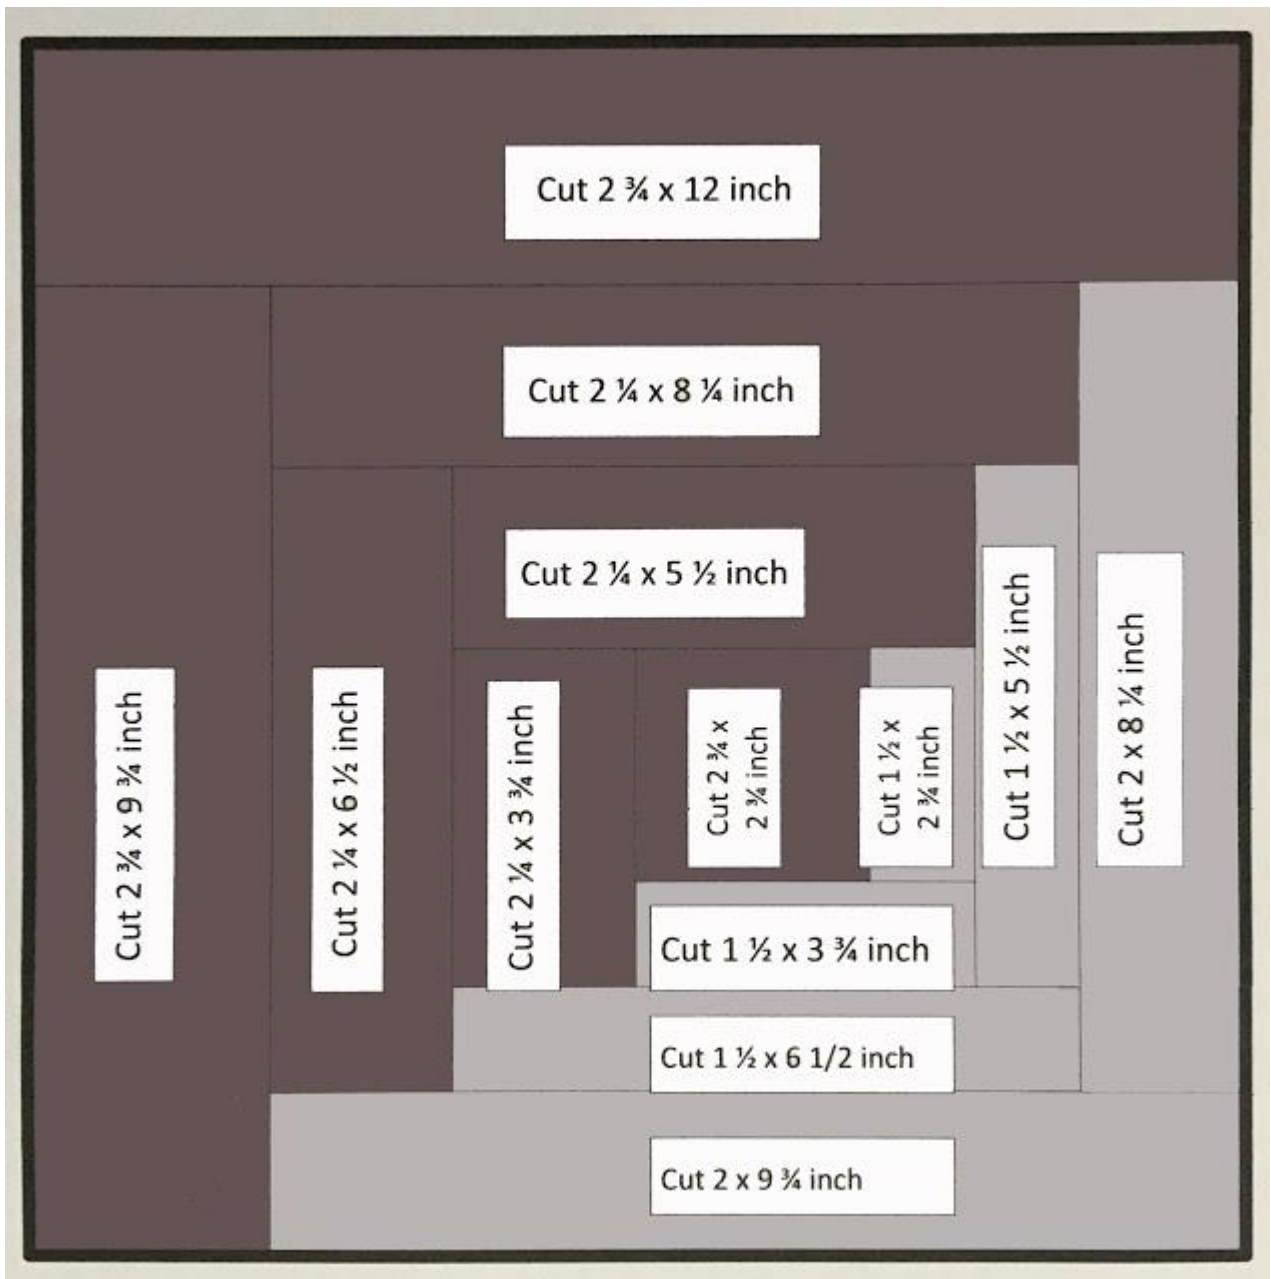 Cut 2 ¾ x 12 inch
Cut 2 ¼ x 8 ¼ inch
Cut 2 ¼ x 5 ½ inch
Cut 2 ¾ x 9 ¾ inch
Cut 2 ¼ x 6 ½ inch
Cut 2 ¼ x 3 ¾ inch
Cut 2 ¾ x
2 ¾ inch
Cut 1 ½ x
2 ¾ inch
Cut 1 ½ x 5 ½ inch
Cut 2 x 8 ¼ inch
Cut 1 ½ x 3 ¾ inch
Cut 1 ½ x 6 1/2 inch
Cut 2 x 9 ¾ inch